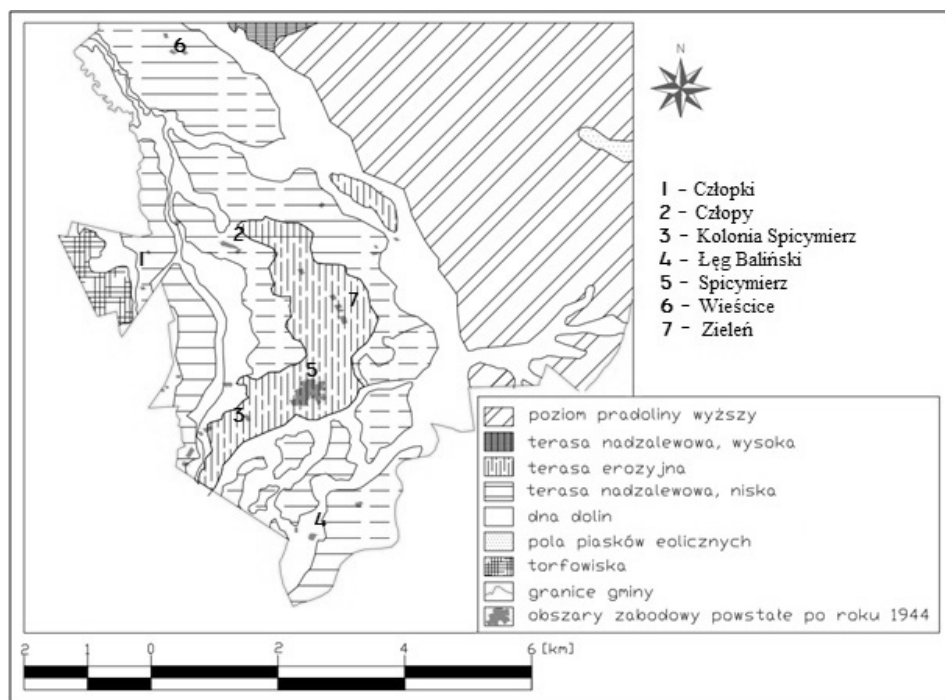 6
N
1 - Człopki
2 - Człopy
3 - Kolonia Spicymierz
4 - Łęg Baliński
5 - Spicymierz
6 - Wieścice
7 - Zieleń
2
1
7
5
3
4
poziom pradoliny wyższy
terasa nadzalewowa, wysoka
terasa erozyjna
terasa nadzalewowa, niska
dna dolin
pola piasków eolicznych
torfowiska
granice gminy
obszary zabodowy powstałe po roku 1944
2 1 0 2 4 6 [km]